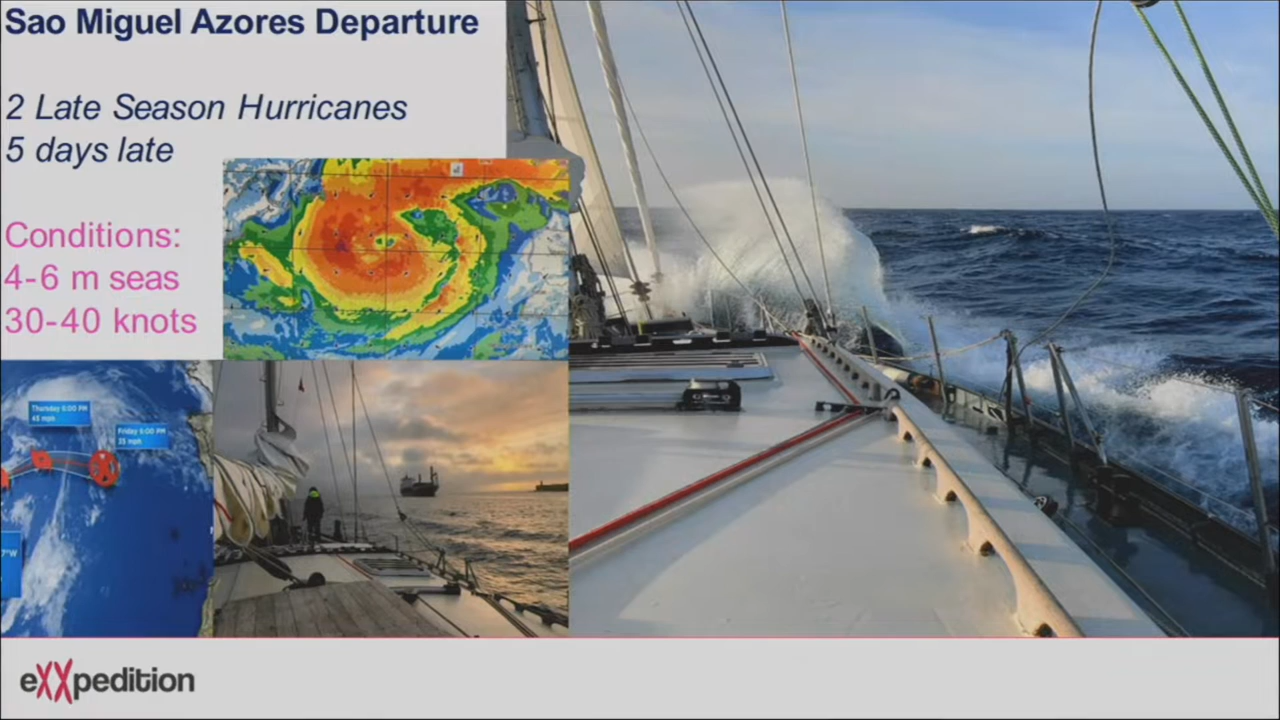 Sao Miguel Azores Departure
2 Late Season Hurricanes
5 days late
Conditions:
4-6 m seas
30-40 knots
Thursday 6:00 PM
45 mph
Friday 6:00 PM
35 mph
7°W
eXXpedition